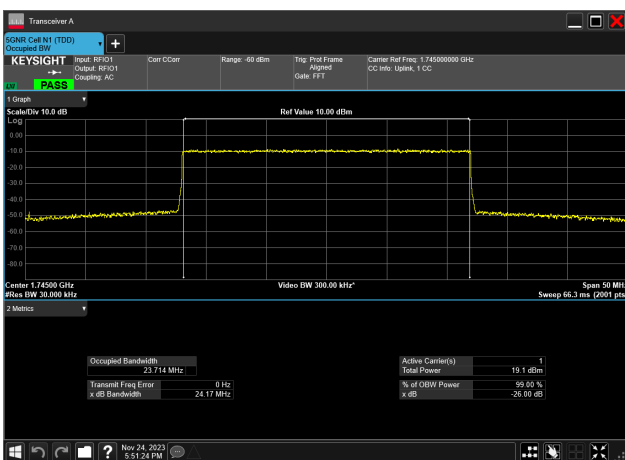 Transceiver A
5GNR Cell N1 (TDD)
Occupied BW
KEYSIGHT
LXI
PASS
Input: RFIO1
Output: RFIO1
Coupling: AC
Corr CCorr
Range: -60 dBm
Trig: Prot Frame
Aligned
Gate: FFT
Carrier Ref Freq: 1.745000000 GHz
CC Info: Uplink, 1 CC
1 Graph
Scale/Div 10.0 dB
Ref Value 10.00 dBm
Log
0.00
-10.0
-20.0
-30.0
-40.0
-50.0
-60.0
-70.0
-80.0
Center 1.74500 GHz
Video BW 300.00 kHz*
Span 50 MH
#Res BW 30.000 kHz
Sweep 66.3 ms (2001 pts
2 Metrics
Occupied Bandwidth
23.714 MHz
Active Carrier(s) 1
Total Power 19.1 dBm
Transmit Freq Error 0 Hz
x dB Bandwidth 24.17 MHz
% of OBW Power 99.00 %
x dB -26.00 dB
Nov 24, 2023
5:51:24 PM